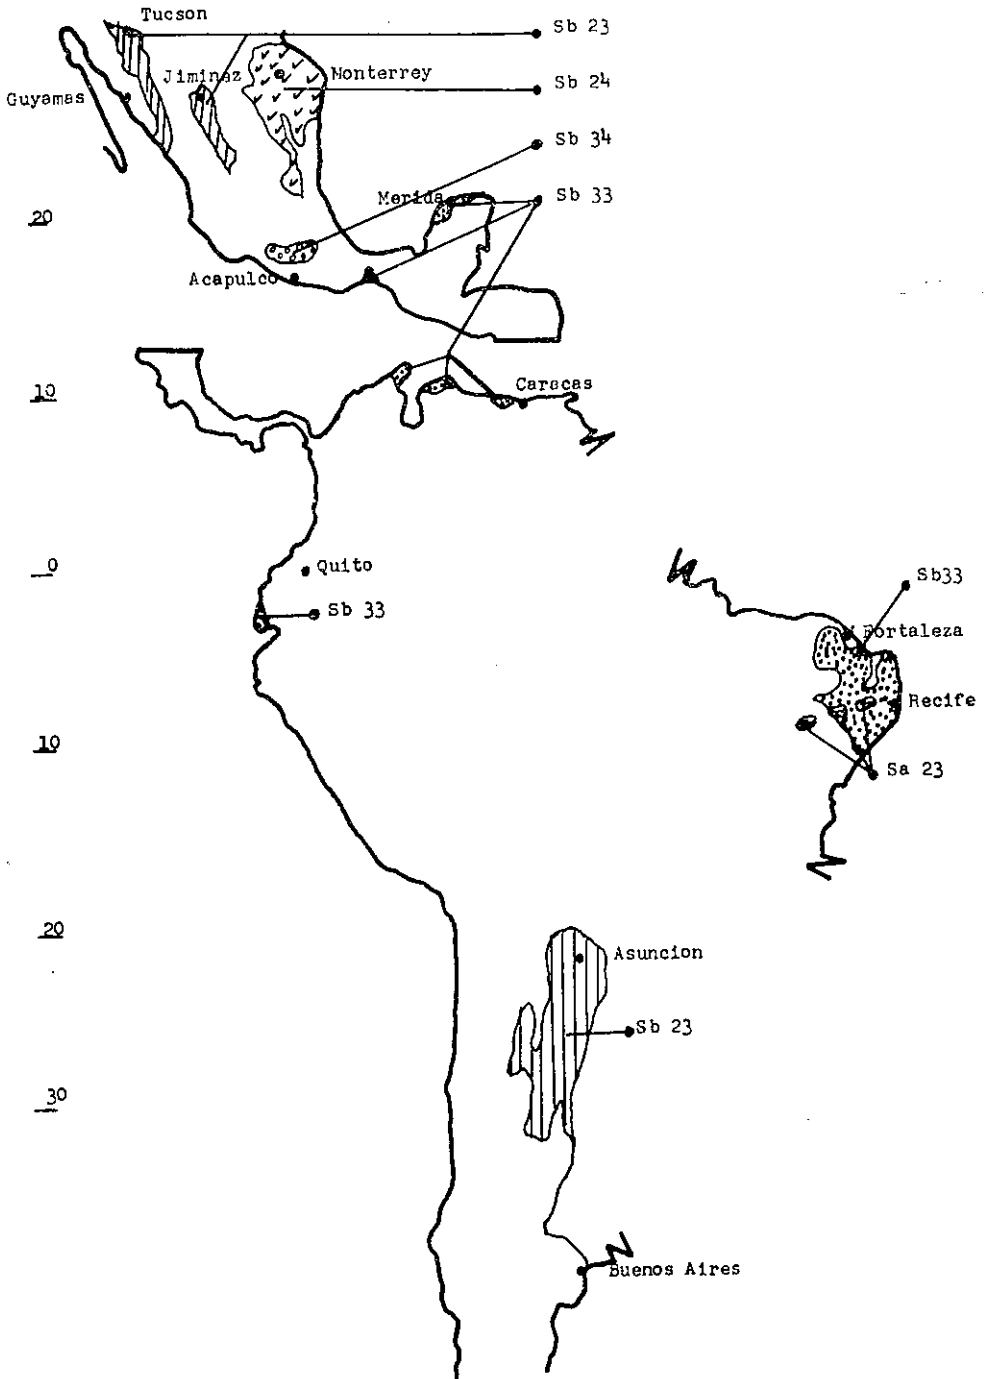 Tucson
Sb 23
Jiminez
Monterrey
Guyamas
Sb 24
Sb 34
Merida
Sb 33
20
Acapulco
10
Caracas
0
Quito
Sb33
Sb 33
Fortaleza
Recife
10
Sa 23
20
Asuncion
Sb 23
30
Buenos Aires